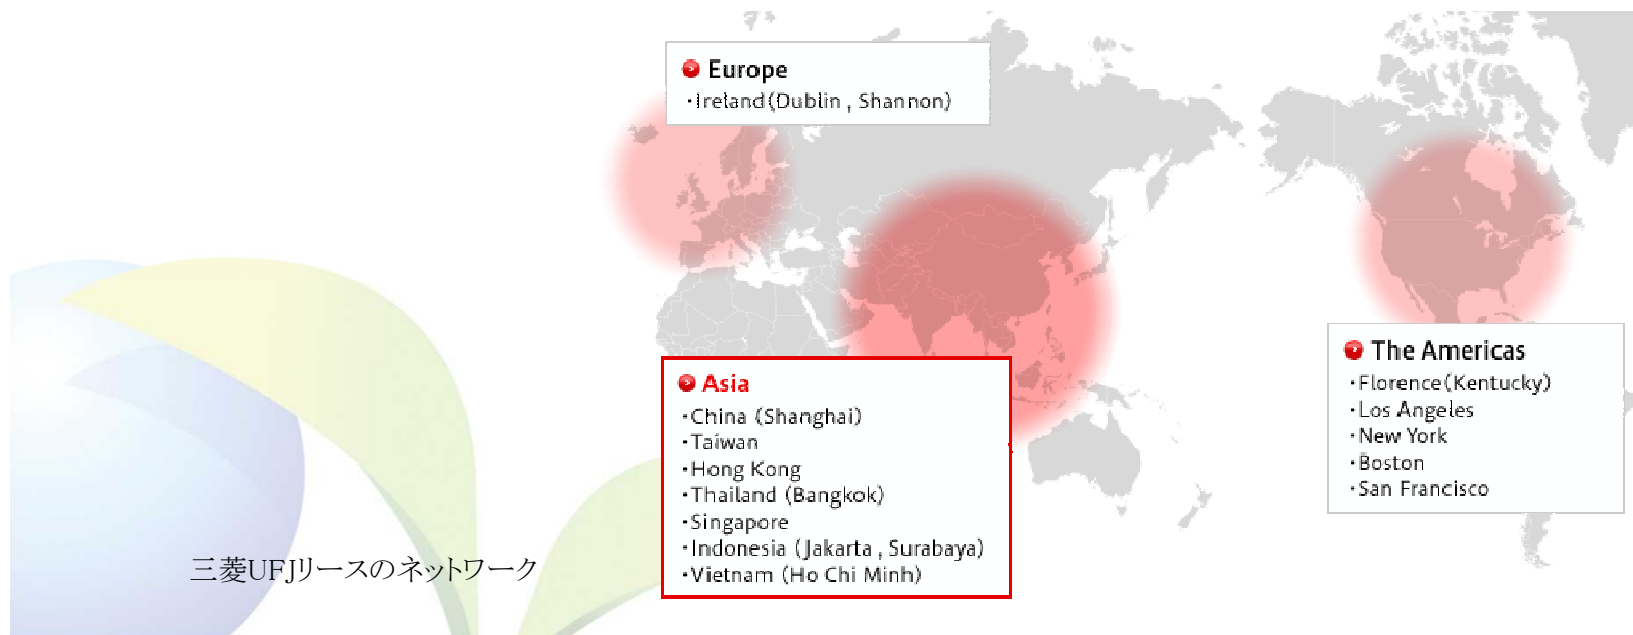 Europe
・Ireland(Dublin , Shannon)
Asia
・China (Shanghai)
・Taiwan
・Hong Kong
・Thailand (Bangkok)
・Singapore
・Indonesia (Jakarta , Surabaya)
・Vietnam (Ho Chi Minh)
The Americas
・Florence(Kentucky)
・Los Angeles
・New York
・Boston
・San Francisco
三菱UFJリースのネットワーク